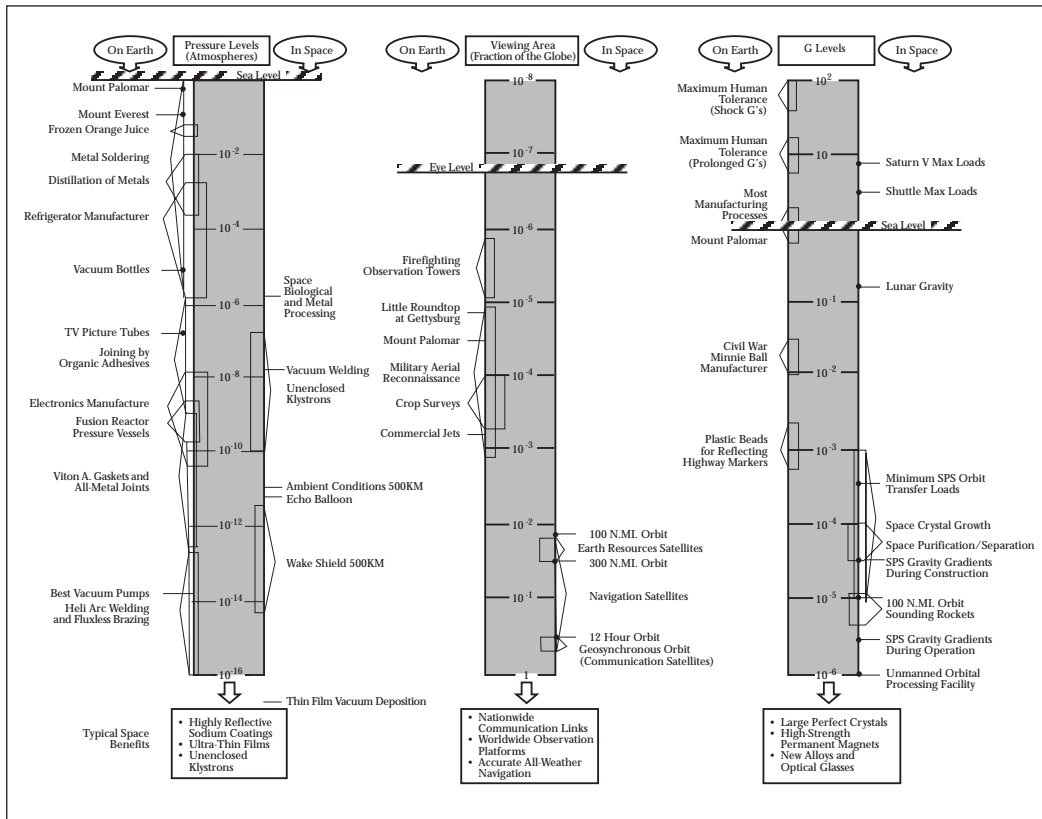 On Earth
Pressure Levels
(Atmospheres)
In Space
Sea Level
Mount Palomar
Mount Everest
Frozen Orange Juice
Metal Soldering
Distillation of Metals
Refrigerator Manufacturer
Vacuum Bottles
TV Picture Tubes
Joining by
Organic Adhesives
Electronics Manufacture
Fusion Reactor
Pressure Vessels
Viton A. Gaskets and
All-Metal Joints
Best Vacuum Pumps
Heli Arc Welding
and Fluxless Brazing
10-2
10-4
10-6
10-8
10-10
10-12
10-14
10-16
Space
Biological
and Metal
Processing
Vacuum Welding
Unenclosed
Klystrons
Ambient Conditions 500KM
Echo Balloon
Wake Shield 500KM
Thin Film Vacuum Deposition
Typical Space
Benefits
• Highly Reflective
Sodium Coatings
• Ultra-Thin Films
• Unenclosed
Klystrons
On Earth
Viewing Area
(Fraction of the Globe)
In Space
Eye Level
Firefighting
Observation Towers
Little Roundtop
at Gettysburg
Mount Palomar
Military Aerial
Reconnaissance
Crop Surveys
Commercial Jets
10-8
10-7
10-6
10-5
10-4
10-3
10-2
10-1
1
100 N.MI. Orbit
Earth Resources Satellites
300 N.MI. Orbit
Navigation Satellites
12 Hour Orbit
Geosynchronous Orbit
(Communication Satellites)
• Nationwide
Communication Links
• Worldwide Observation
Platforms
• Accurate All-Weather
Navigation
On Earth
G Levels
In Space
Maximum Human
Tolerance
(Shock G's)
Maximum Human
Tolerance
(Prolonged G's)
Most
Manufacturing
Processes
Sea Level
Mount Palomar
Civil War
Minnie Ball
Manufacturer
Plastic Beads
for Reflecting
Highway Markers
102
10
10-1
10-2
10-3
10-4
10-5
10-6
Saturn V Max Loads
Shuttle Max Loads
Lunar Gravity
Minimum SPS Orbit
Transfer Loads
Space Crystal Growth
Space Purification/Separation
SPS Gravity Gradients
During Construction
100 N.MI. Orbit
Sounding Rockets
SPS Gravity Gradients
During Operation
Unmanned Orbital
Processing Facility
• Large Perfect Crystals
• High-Strength
Permanent Magnets
• New Alloys and
Optical Glasses